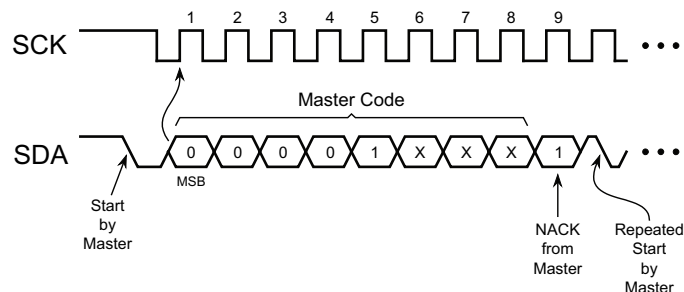 1 2 3 4 5 6 7 8 9
SCK
Master Code
SDA
0 0 0 0 1 X X X 1
MSB
Start
by
Master
NACK
from
Master
Repeated
Start
by
Master